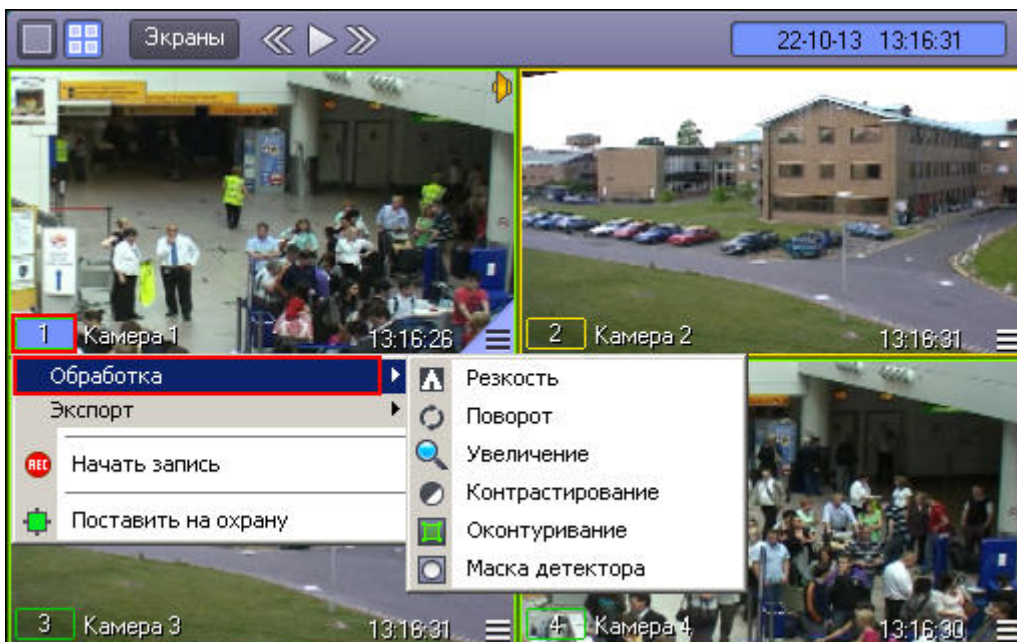 Экраны
22-10-13 13:16:31
1 Камера 1 13:16:26
2 Камера 2 13:16:31
Обработка
Экспорт
REC Начать запись
Поставить на охрану
Резкость
Поворот
Увеличение
Контрастирование
Оконтуривание
Маска детектора
3 Камера 3 13:16:31
4 Камера 4 13:16:30